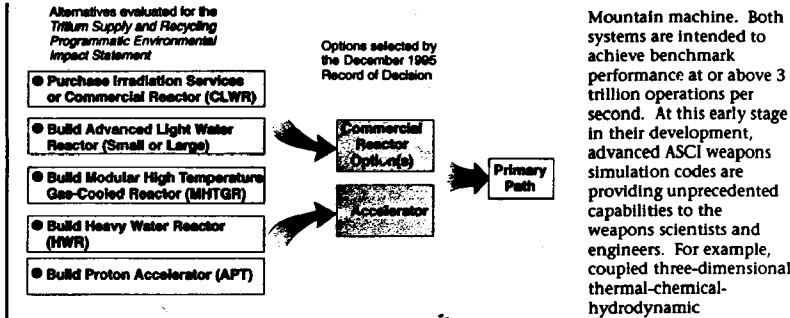 Alternatives evaluated for the
Tritium Supply and Recycling
Programmatic Environmental
Impact Statement
● Purchase Irradiation Services
or Commercial Reactor (CLWR)
● Build Advanced Light Water
Reactor (Small or Large)
● Build Modular High Temperature
Gas-Cooled Reactor (MHTGR)
● Build Heavy Water Reactor
(HWR)
● Build Proton Accelerator (APT)
Options selected by
the December 1995
Record of Decision
Commercial
Reactor
Option(s)
Accelerator
Primary
Path
Mountain machine. Both
systems are intended to
achieve benchmark
performance at or above 3
trillion operations per
second. At this early stage
in their development,
advanced ASCI weapons
simulation codes are
providing unprecedented
capabilities to the
weapons scientists and
engineers. For example,
coupled three-dimensional
thermal-chemical-
hydrodynamic